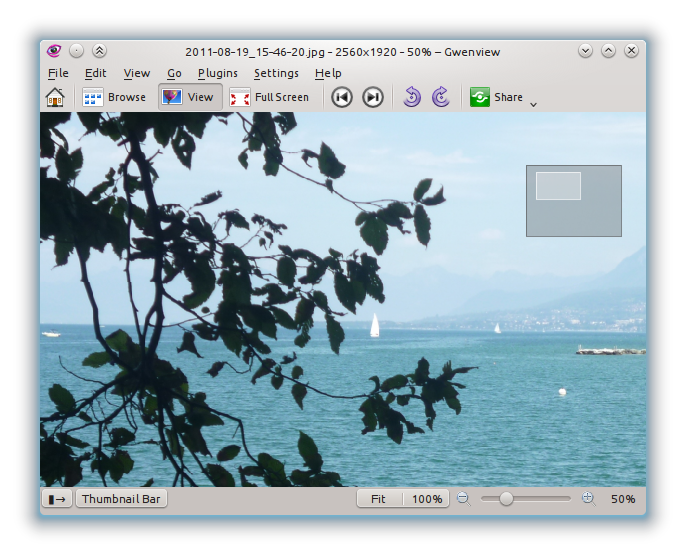 2011-08-19_15-46-20.jpg - 2560x1920 - 50% – Gwenview
File Edit View Go Plugins Settings Help
Browse View Full Screen Share
Thumbnail Bar Fit 100% 50%